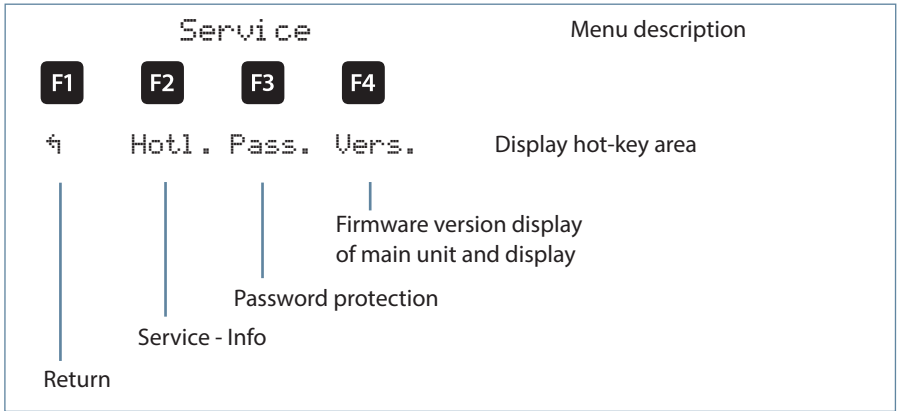 Service Menu description
F1 F2 F3 F4
↰ Hotl. Pass. Vers. Display hot-key area
Firmware version display
of main unit and display
Password protection
Service - Info
Return